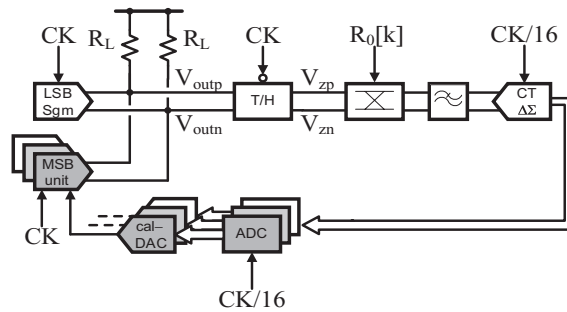 CK
R_L
R_L
CK
R₀[k]
CK/16
LSB
Sgm
V_outp
V_outn
T/H
V_zp
V_zn
CT
ΔΣ
MSB
unit
CK
cal–
DAC
ADC
CK/16